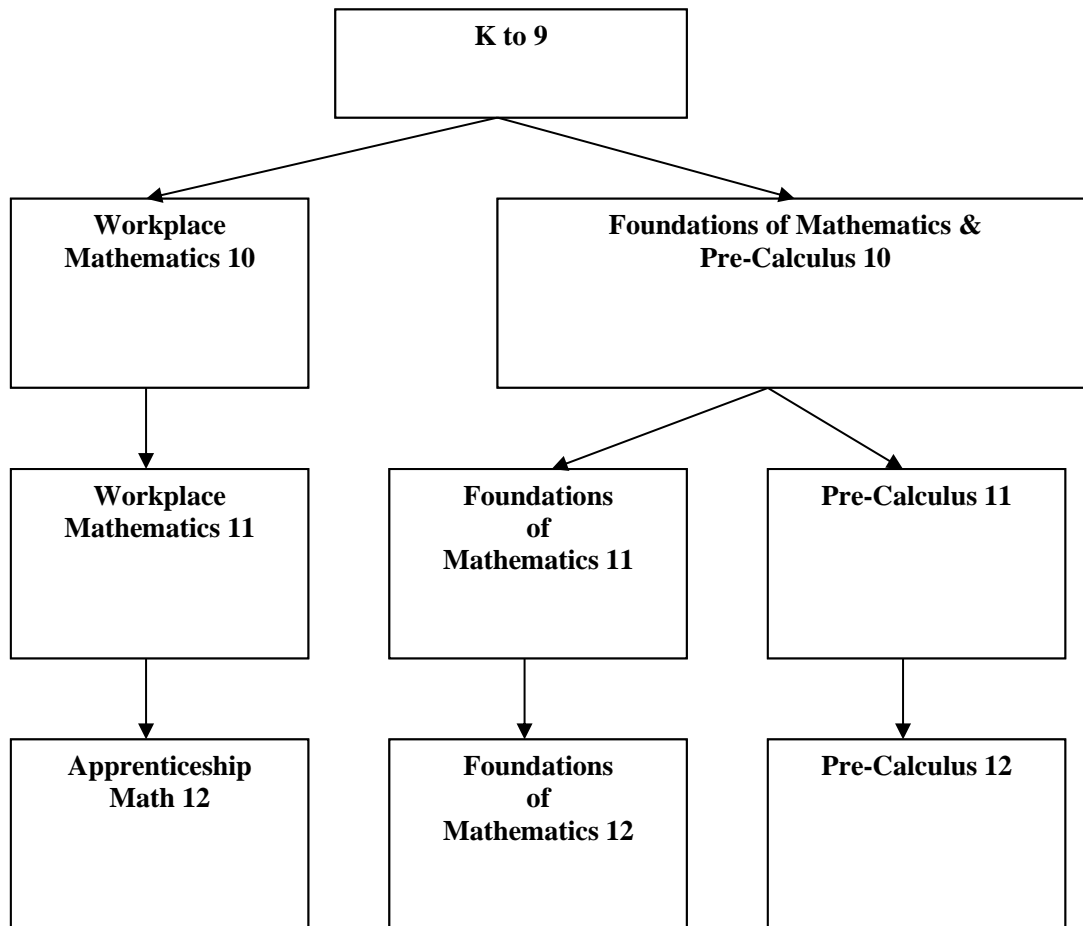 K to 9
Workplace
Mathematics 10
Foundations of Mathematics &
Pre-Calculus 10
Workplace
Mathematics 11
Foundations
of
Mathematics 11
Pre-Calculus 11
Apprenticeship
Math 12
Foundations
of
Mathematics 12
Pre-Calculus 12